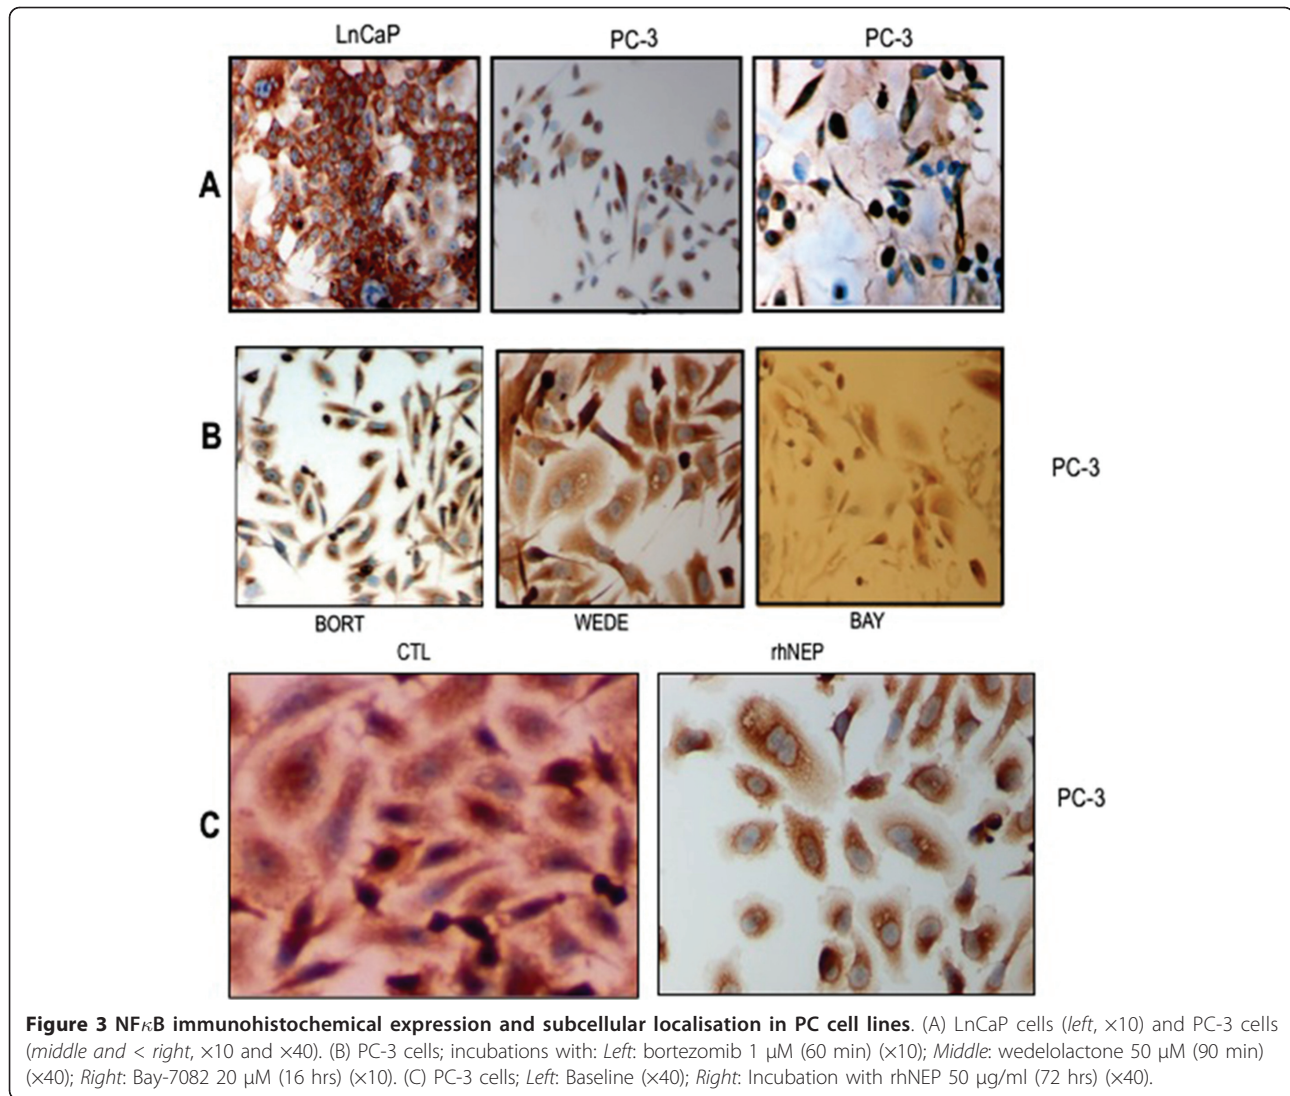 LnCaP PC-3 PC-3
A
B
PC-3
BORT WEDE BAY
CTL rhNEP
C
PC-3
Figure 3 NFκB immunohistochemical expression and subcellular localisation in PC cell lines. (A) LnCaP cells (left, ×10) and PC-3 cells
(middle and < right, ×10 and ×40). (B) PC-3 cells; incubations with: Left: bortezomib 1 μM (60 min) (×10); Middle: wedelolactone 50 μM (90 min)
(×40); Right: Bay-7082 20 μM (16 hrs) (×10). (C) PC-3 cells; Left: Baseline (×40); Right: Incubation with rhNEP 50 μg/ml (72 hrs) (×40).